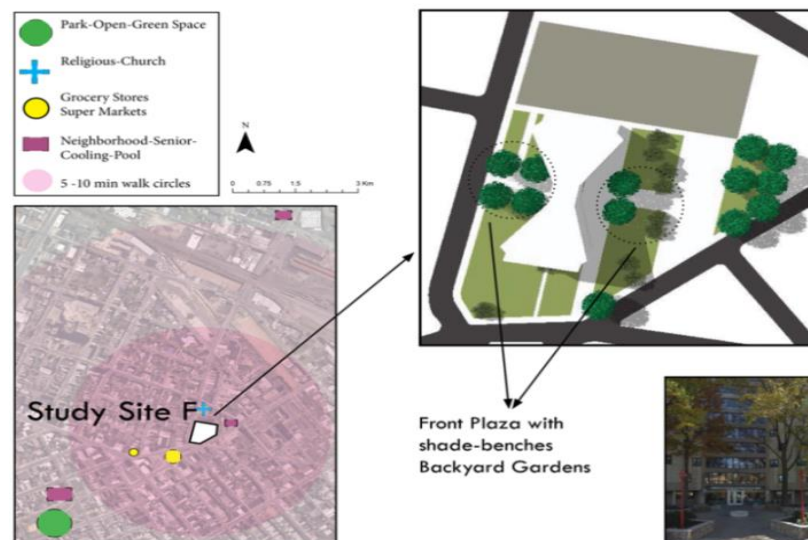 Park-Open-Green Space
Religious-Church
Grocery Stores
Super Markets
Neighborhood-Senior-
Cooling-Pool
5 -10 min walk circles
N
0 0.75 1.5 3 Km
Study Site F
Front Plaza with
shade-benches
Backyard Gardens